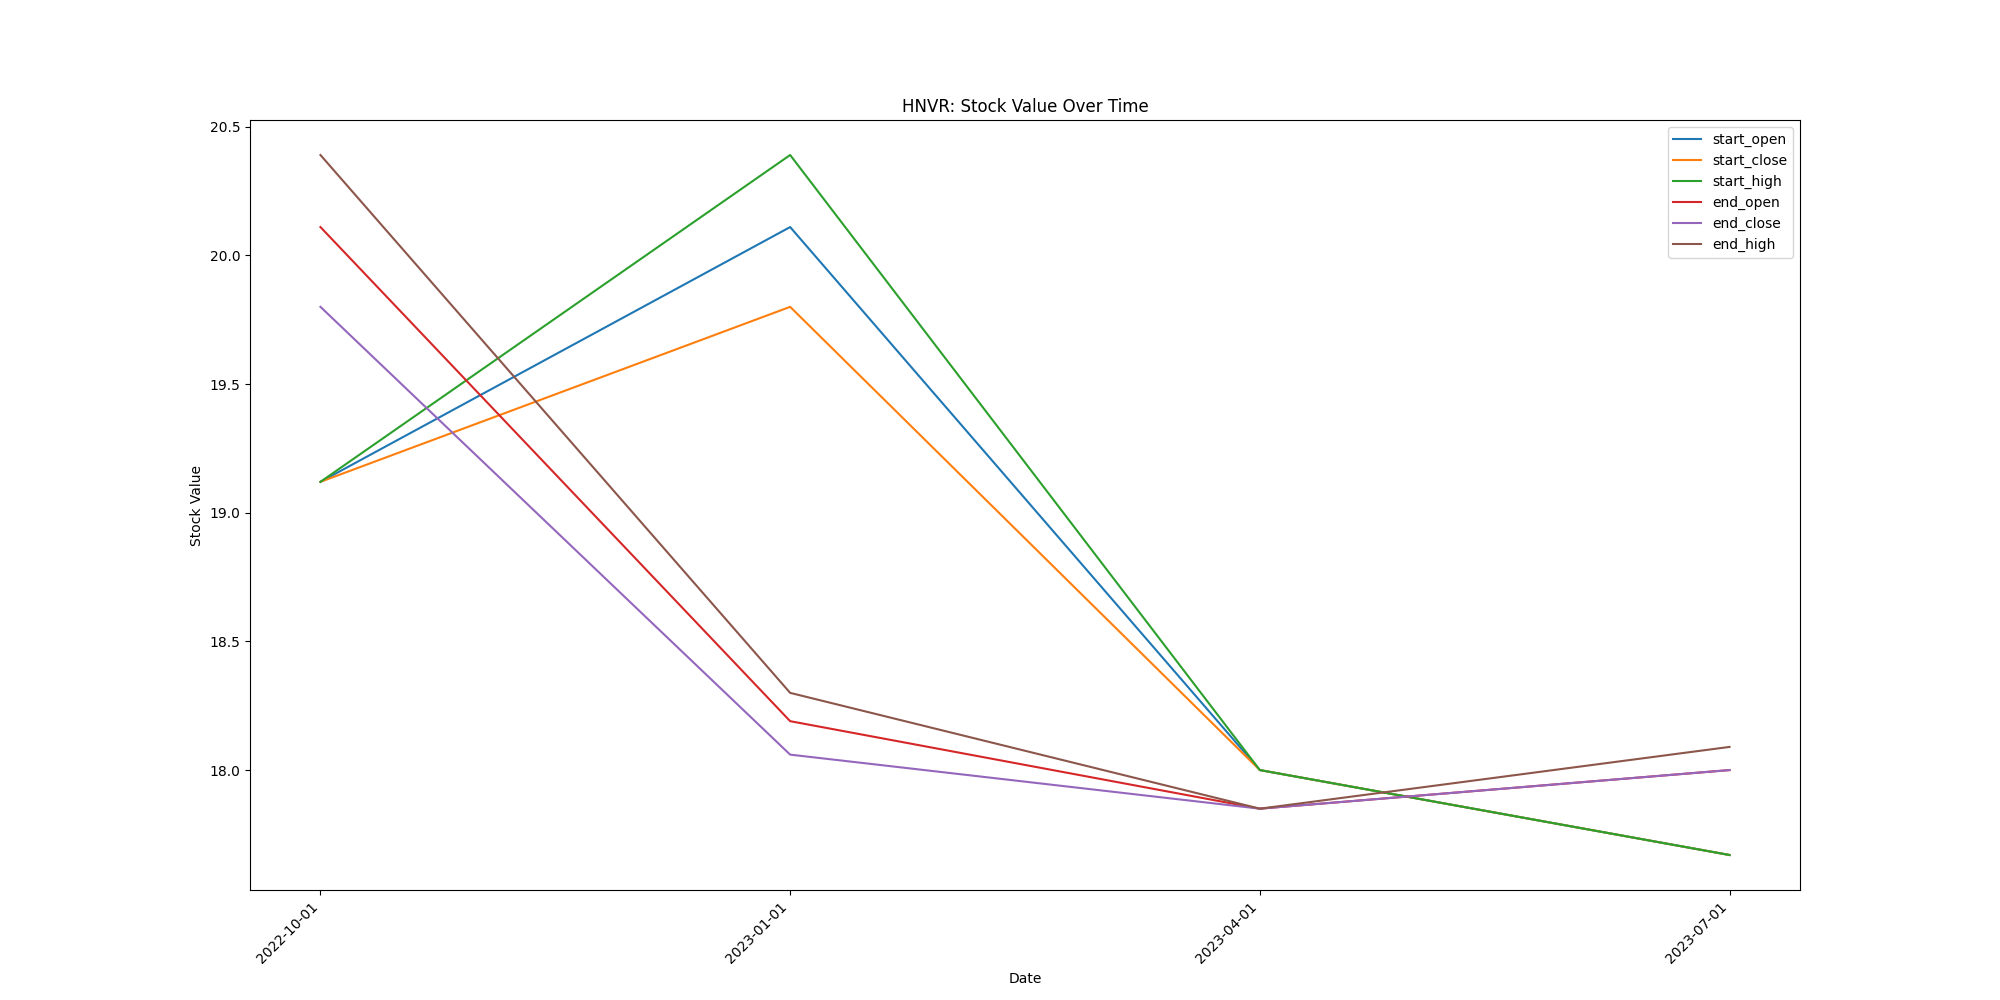 HNVR: Stock Value Over Time
20.5
20.0
19.5
19.0
18.5
18.0
Stock Value
start_open
start_close
start_high
end_open
end_close
end_high
2022-10-01
2023-01-01
2023-04-01
2023-07-01
Date